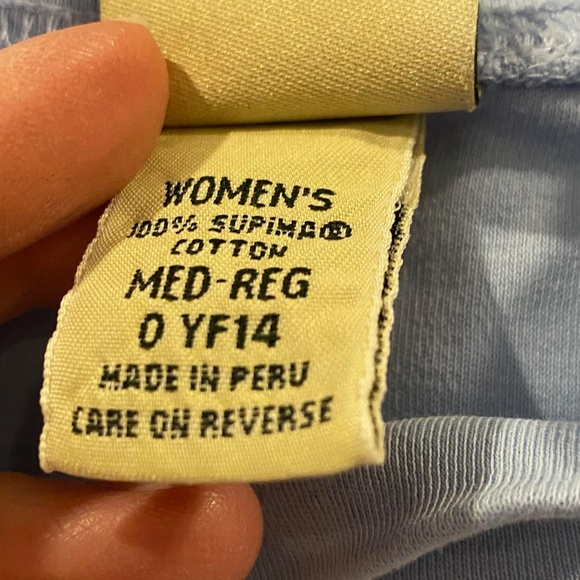 WOMEN'S
100% SUPIMA®
COTTON
MED-REG
0 YF14
MADE IN PERU
CARE ON REVERSE